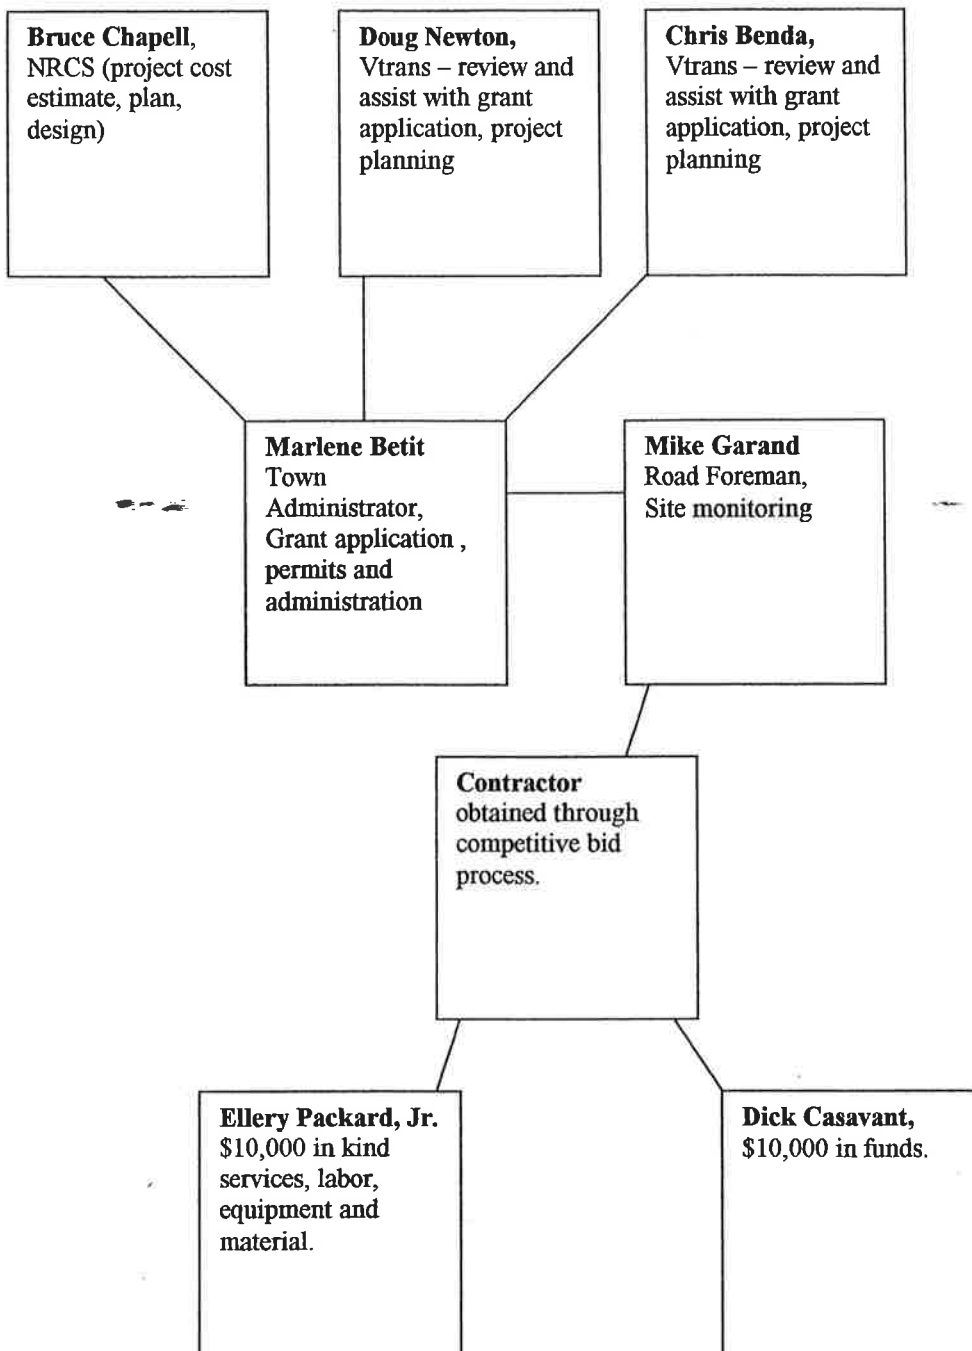 Bruce Chapell,
NRCS (project cost
estimate, plan,
design)
Doug Newton,
Vtrans – review and
assist with grant
application, project
planning
Chris Benda,
Vtrans – review and
assist with grant
application, project
planning
Marlene Betit
Town
Administrator,
Grant application ,
permits and
administration
Mike Garand
Road Foreman,
Site monitoring
Contractor
obtained through
competitive bid
process.
Ellery Packard, Jr.
$10,000 in kind
services, labor,
equipment and
material.
Dick Casavant,
$10,000 in funds.